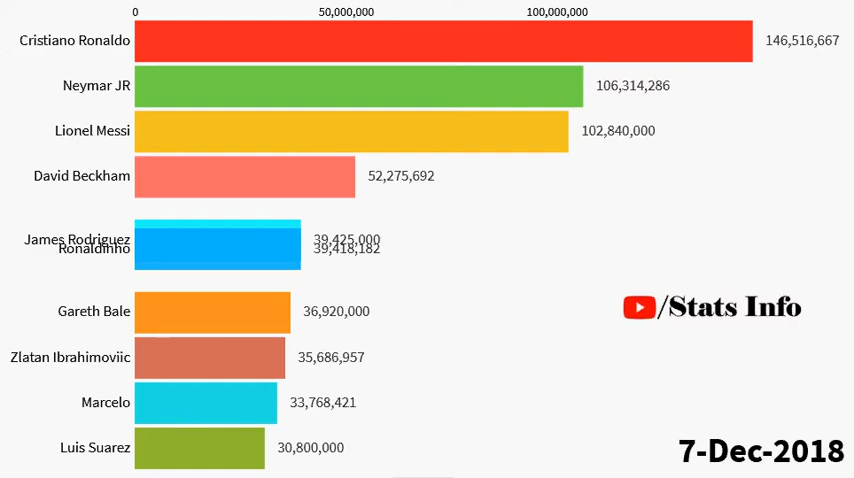 0 50,000,000 100,000,000
Cristiano Ronaldo 146,516,667
Neymar JR 106,314,286
Lionel Messi 102,840,000
David Beckham 52,275,692
James Rodriguez 39,425,000
Ronaldinho 39,418,182
Gareth Bale 36,920,000
/Stats Info
Zlatan Ibrahimoviic 35,686,957
Marcelo 33,768,421
Luis Suarez 30,800,000
7-Dec-2018